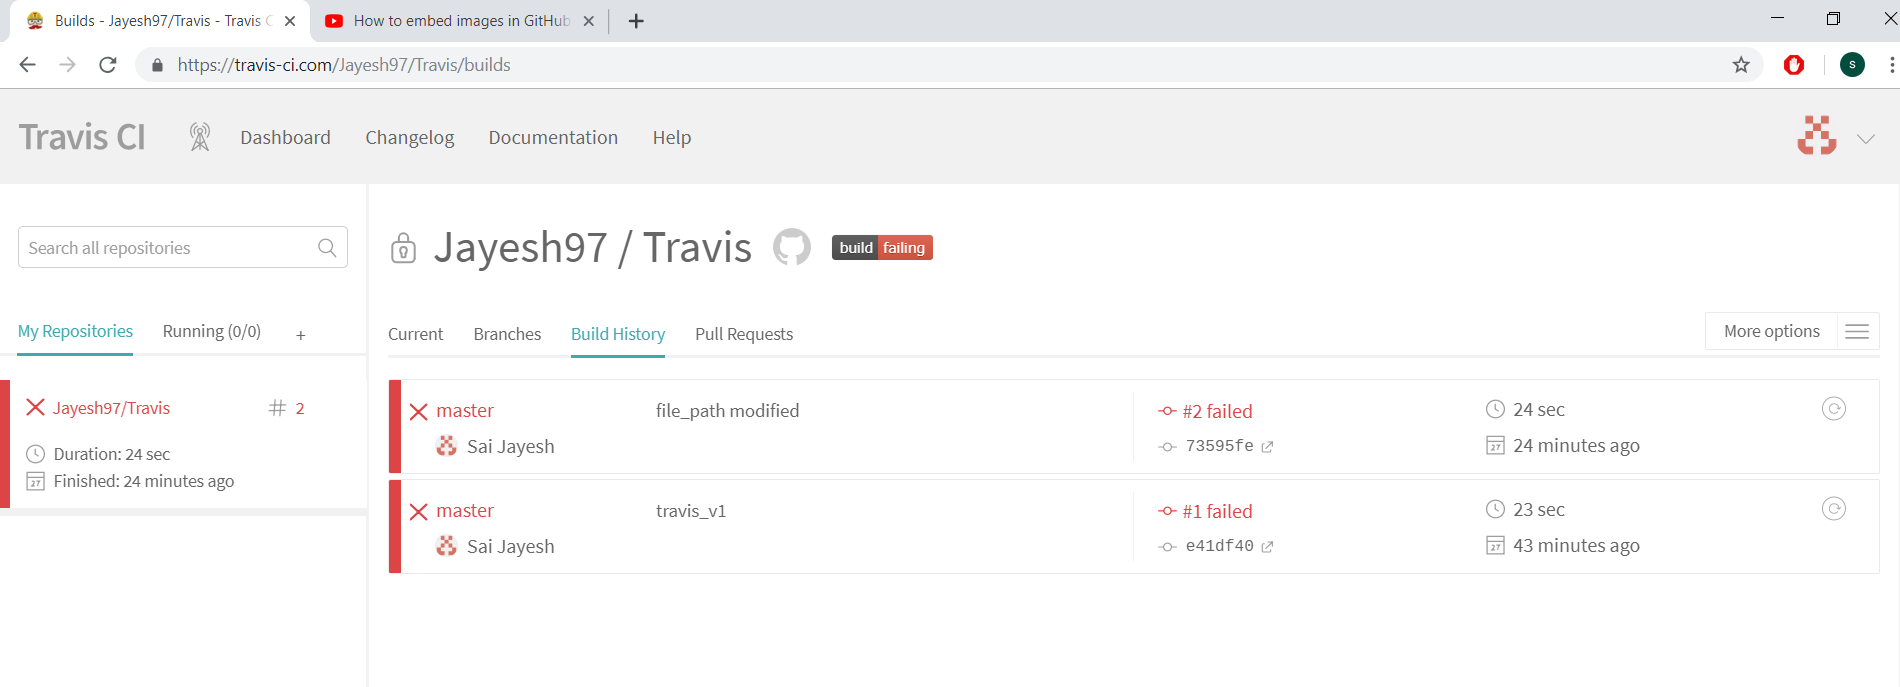 Builds - Jayesh97/Travis - Travis C
How to embed images in GitHub
https://travis-ci.com/Jayesh97/Travis/builds
S
Travis CI
Dashboard
Changelog
Documentation
Help
Search all repositories
My Repositories
Running (0/0)
+
Jayesh97/Travis
# 2
Duration: 24 sec
27
Finished: 24 minutes ago
Jayesh97 / Travis
build failing
Current
Branches
Build History
Pull Requests
More options
master
file_path modified
#2 failed
24 sec
Sai Jayesh
73595fe
27
24 minutes ago
master
travis_v1
#1 failed
23 sec
Sai Jayesh
e41df40
27
43 minutes ago